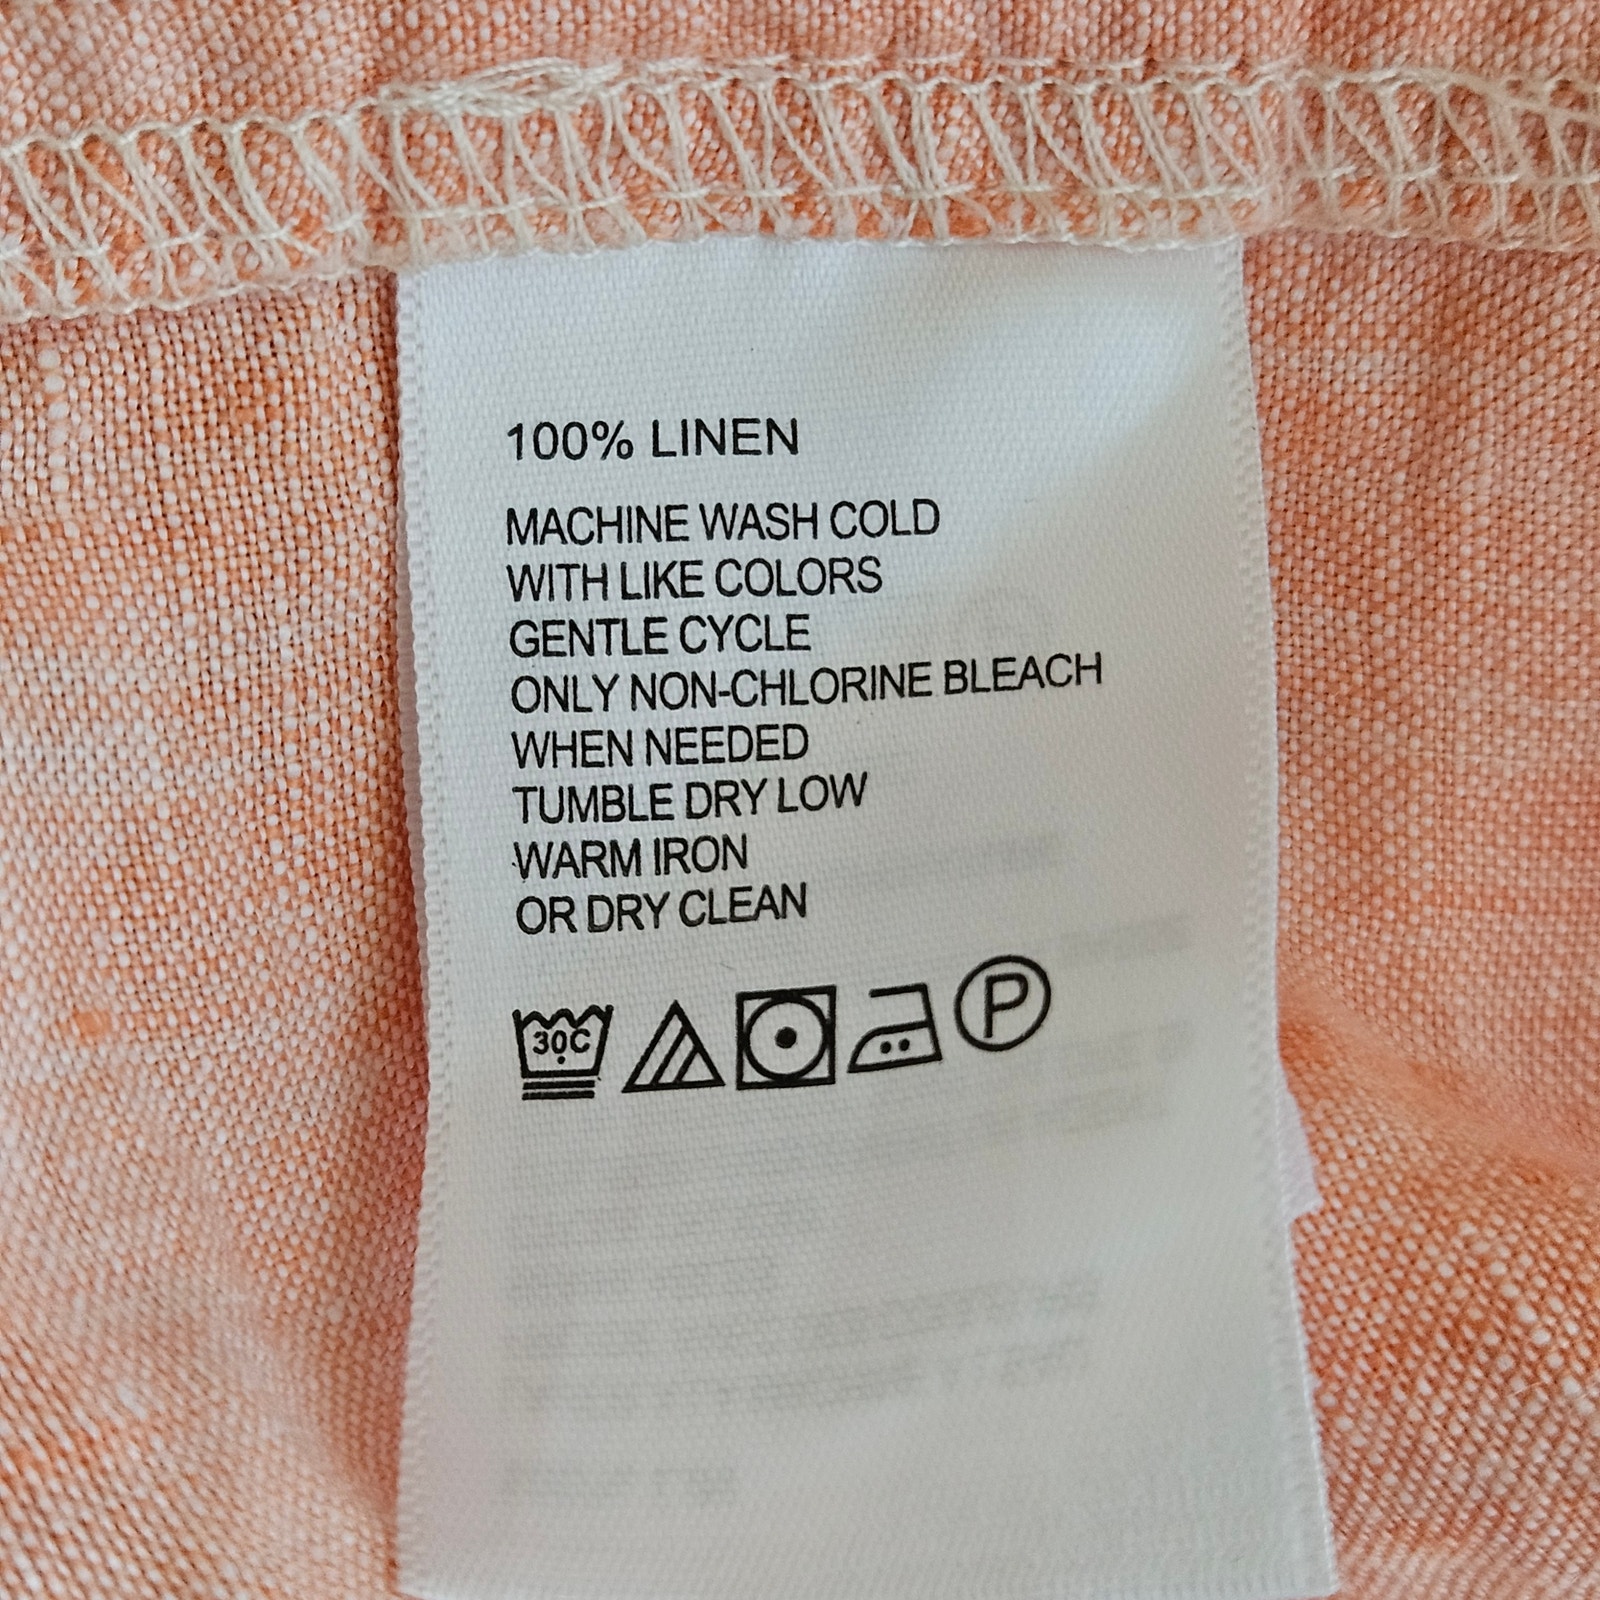 100% LINEN
MACHINE WASH COLD
WITH LIKE COLORS
GENTLE CYCLE
ONLY NON-CHLORINE BLEACH
WHEN NEEDED
TUMBLE DRY LOW
WARM IRON
OR DRY CLEAN
30C P